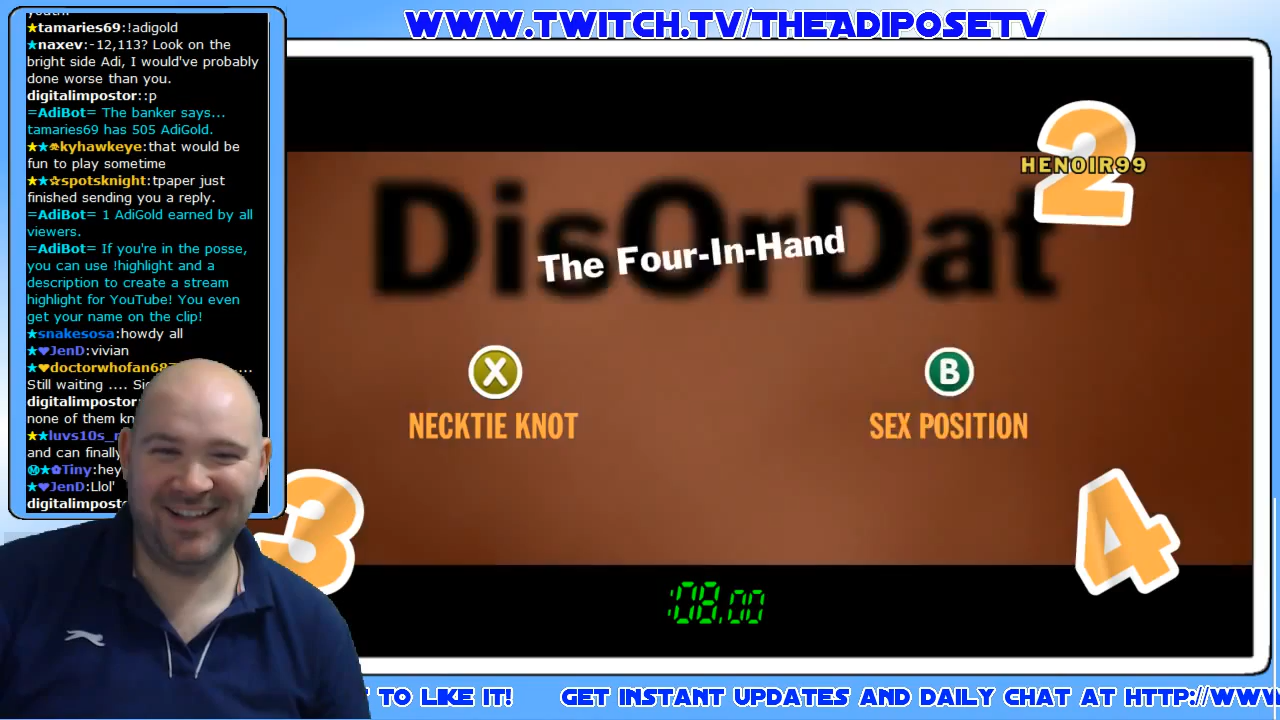 WWW.TWITCH.TV/THEADIPOSETV
★tamaries69:!adigold
★naxev:-12,113? Look on the
bright side Adi, I would've probably
done worse than you.
digitalimpostor::p
=AdiBot= The banker says...
tamaries69 has 505 AdiGold.
kyhawkeye:that would be
fun to play sometime
spotsknight:tpaper just
finished sending you a reply.
=AdiBot= 1 AdiGold earned by all
viewers.
=AdiBot= If you're in the posse,
you can use !highlight and a
description to create a stream
highlight for YouTube! You even
get your name on the clip!
★snakesosa:howdy all
★♥JenD:vivian
★♥doctorwhofan687
Still waiting ....
digitalimpostor
none of them
and can finally
Tiny:hey
★♥JenD:Llol'
2
HENOIR99
DisOrDat
The Four-In-Hand
X
B
NECKTIE KNOT
SEX POSITION
3
4
:08.00
TO LIKE IT! GET INSTANT UPDATES AND DAILY CHAT AT HTTP://WWW